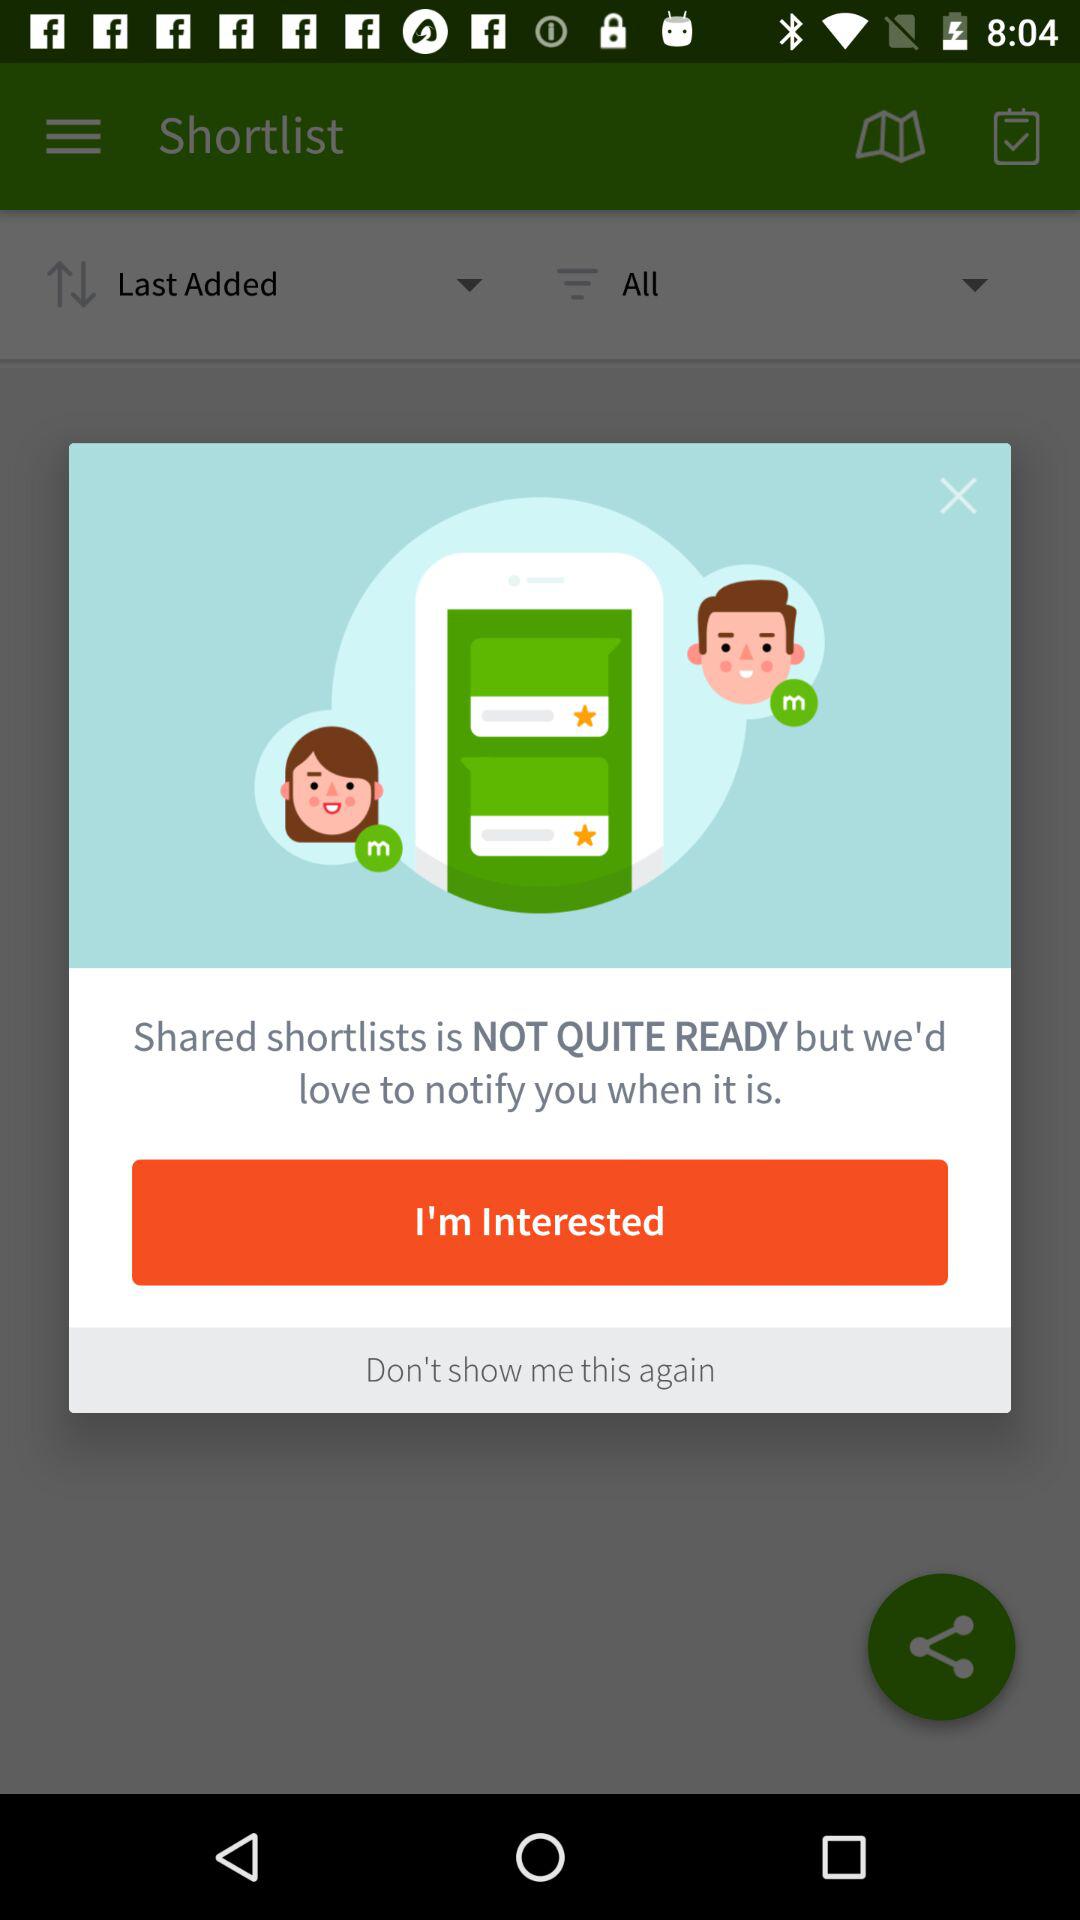 8:04
Shortlist
Last Added All
m
m
Shared shortlists is NOT QUITE READY but we'd
love to notify you when it is.
I'm Interested
Don't show me this again